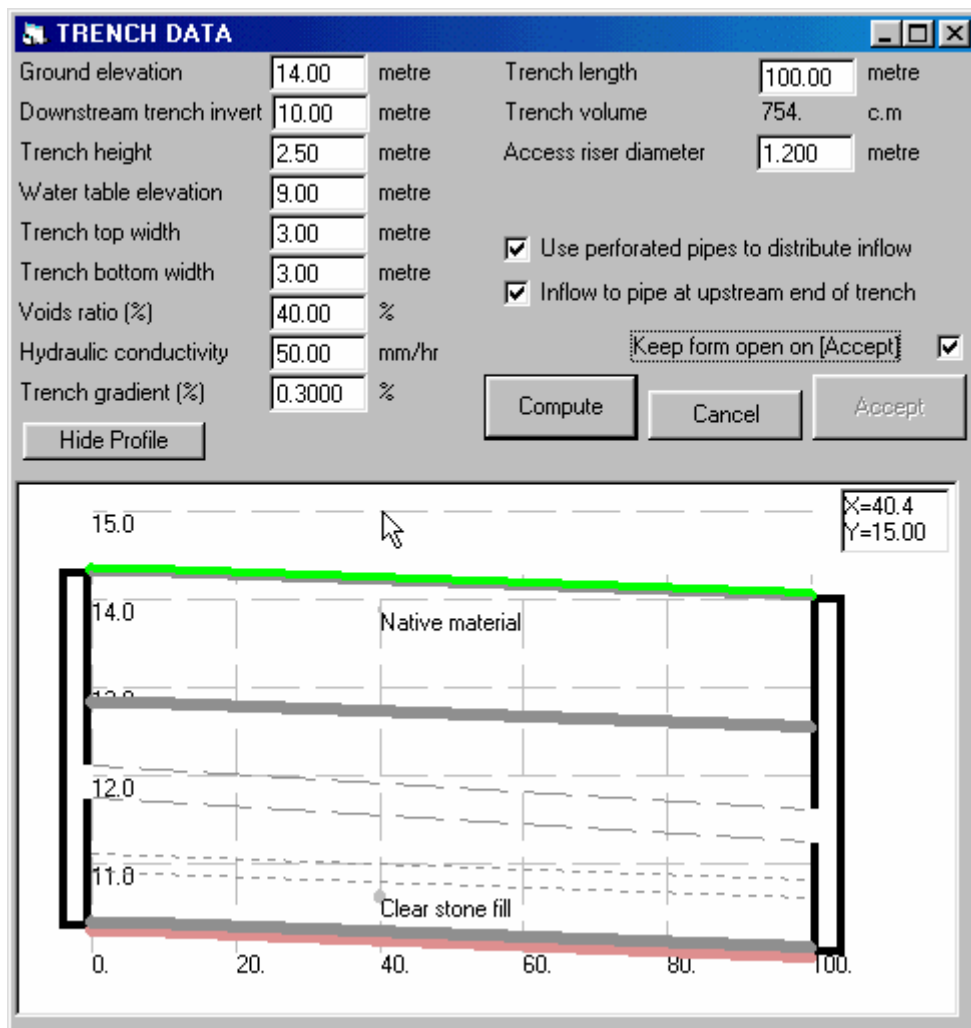 TRENCH DATA
Ground elevation 14.00 metre Trench length 100.00 metre
Downstream trench invert 10.00 metre Trench volume 754. c.m
Trench height 2.50 metre Access riser diameter 1.200 metre
Water table elevation 9.00 metre
Trench top width 3.00 metre
Use perforated pipes to distribute inflow
Trench bottom width 3.00 metre
Inflow to pipe at upstream end of trench
Voids ratio (%) 40.00 %
Hydraulic conductivity 50.00 mm/hr
Keep form open on [Accept]
Trench gradient (%) 0.3000 %
Compute Cancel Accept
Hide Profile
X=40.4
Y=15.00
15.0
14.0
Native material
13.0
12.0
11.0
Clear stone fill
0. 20. 40. 60. 80. 100.